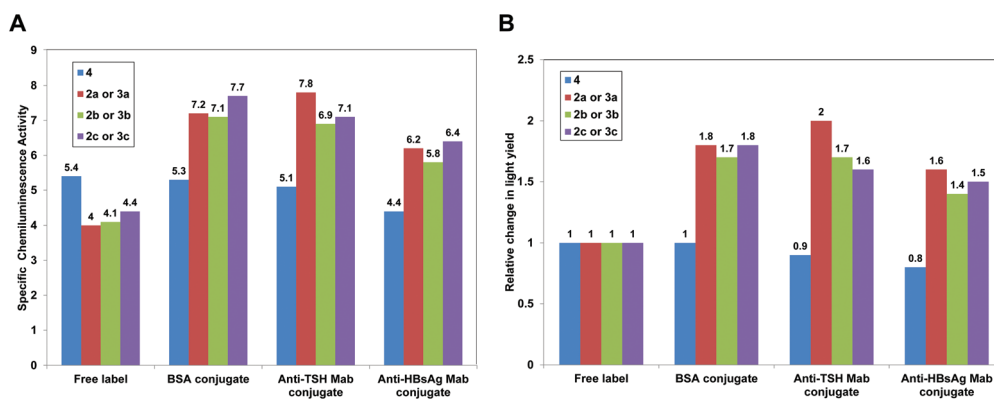 A
Specific Chemiluminescence Activity
9
8
7
6
5
4
3
2
1
0
4
2a or 3a
2b or 3b
2c or 3c
5.4
4
4.1
4.4
5.3
7.2
7.1
7.7
5.1
7.8
6.9
7.1
4.4
6.2
5.8
6.4
Free label
BSA conjugate
Anti-TSH Mab
conjugate
Anti-HBsAg Mab
conjugate
B
Relative change in light yield
2.5
2
1.5
1
0.5
0
4
2a or 3a
2b or 3b
2c or 3c
1
1
1
1
1
1.8
1.7
1.8
0.9
2
1.7
1.6
0.8
1.6
1.4
1.5
Free label
BSA conjugate
Anti-TSH Mab
conjugate
Anti-HBsAg Mab
conjugate